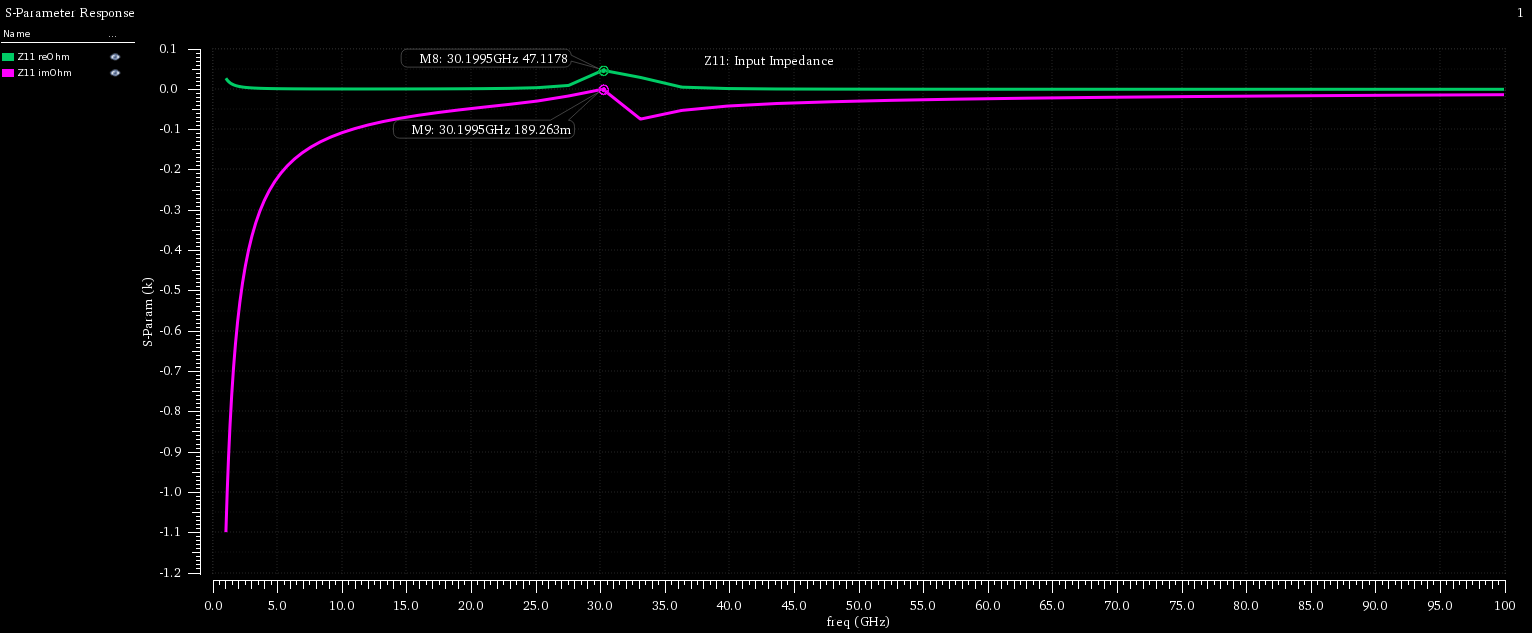 S-Parameter Response
1
Name ...
Z11 reOhm
Z11 imOhm
M8: 30.1995GHz 47.1178
Z11: Input Impedance
M9: 30.1995GHz 189.263m
S-Param (k)
0.1
0.0
-0.1
-0.2
-0.3
-0.4
-0.5
-0.6
-0.7
-0.8
-0.9
-1.0
-1.1
-1.2
0.0 5.0 10.0 15.0 20.0 25.0 30.0 35.0 40.0 45.0 50.0 55.0 60.0 65.0 70.0 75.0 80.0 85.0 90.0 95.0 100
freq (GHz)